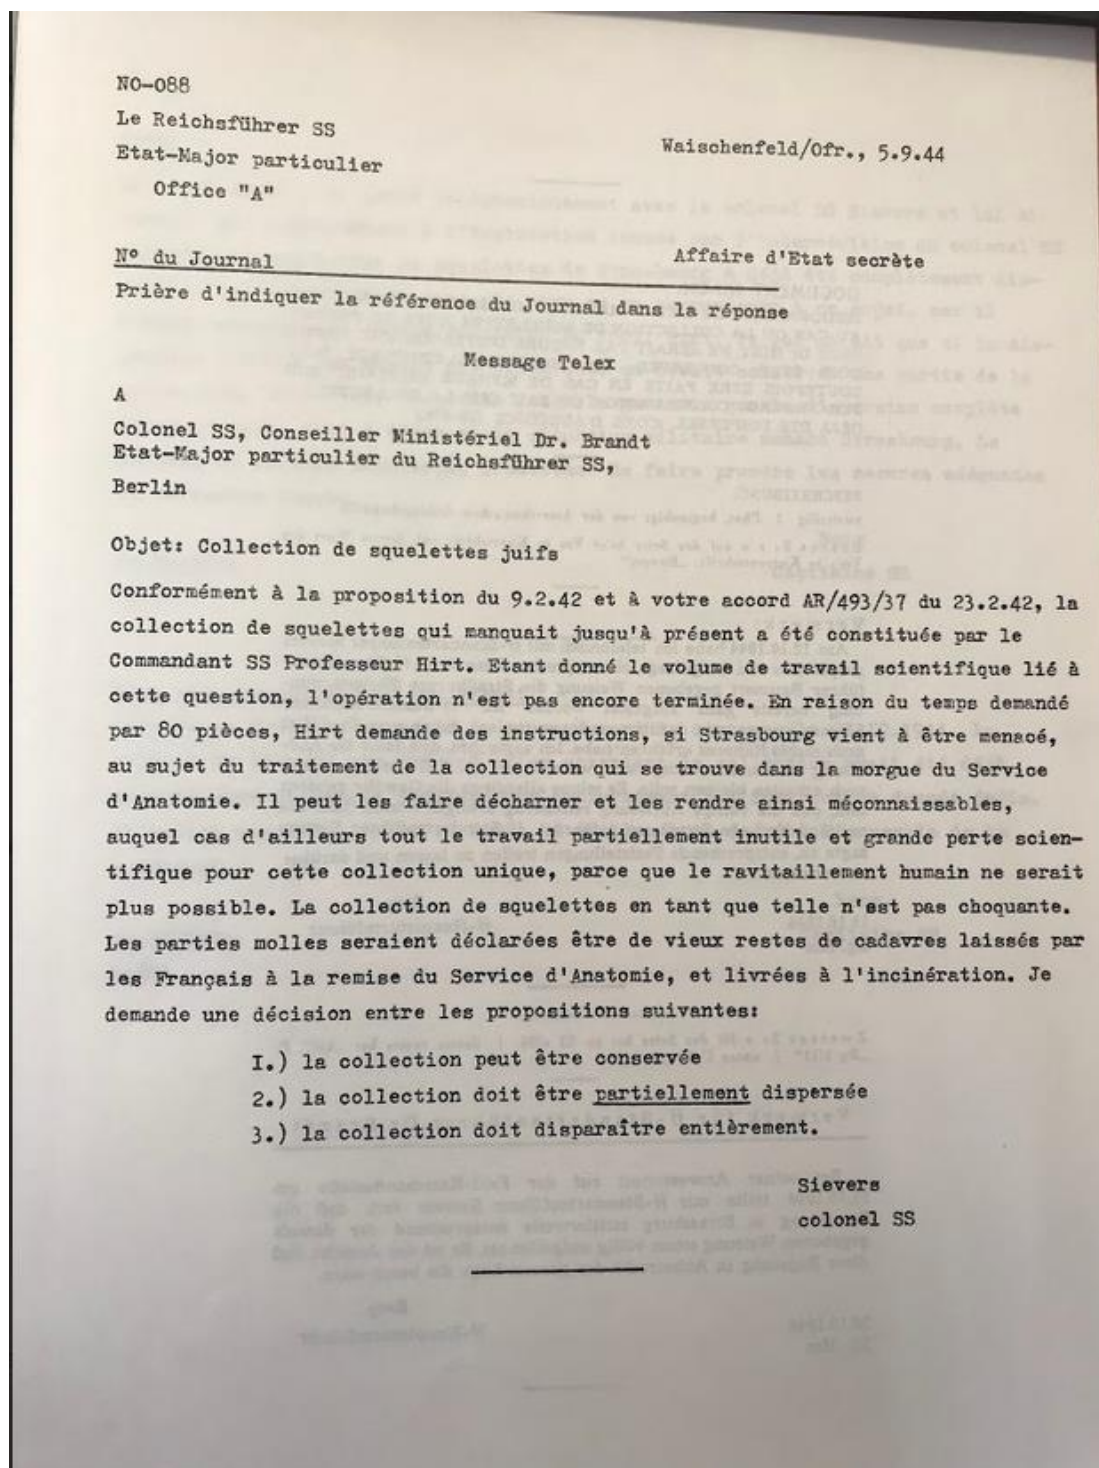 NO-088
Le Reichsführer SS
Etat-Major particulier
Office "A"
Waischenfeld/Ofr., 5.9.44
N° du Journal
Affaire d'Etat secrète
Prière d'indiquer la référence du Journal dans la réponse
Message Telex
A
Colonel SS, Conseiller Ministériel Dr. Brandt
Etat-Major particulier du Reichsführer SS,
Berlin
Objet: Collection de squelettes juifs
Conformément à la proposition du 9.2.42 et à votre accord AR/493/37 du 23.2.42, la
collection de squelettes qui manquait jusqu'à présent a été constituée par le
Commandant SS Professeur Hirt. Etant donné le volume de travail scientifique lié à
cette question, l'opération n'est pas encore terminée. En raison du temps demandé
par 80 pièces, Hirt demande des instructions, si Strasbourg vient à être menacé,
au sujet du traitement de la collection qui se trouve dans la morgue du Service
d'Anatomie. Il peut les faire décharner et les rendre ainsi méconnaissables,
auquel cas d'ailleurs tout le travail partiellement inutile et grande perte scien-
tifique pour cette collection unique, parce que le ravitaillement humain ne serait
plus possible. La collection de squelettes en tant que telle n'est pas choquante.
Les parties molles seraient déclarées être de vieux restes de cadavres laissés par
les Français à la remise du Service d'Anatomie, et livrées à l'incinération. Je
demande une décision entre les propositions suivantes:
I.) la collection peut être conservée
2.) la collection doit être partiellement dispersée
3.) la collection doit disparaître entièrement.
Sievers
colonel SS